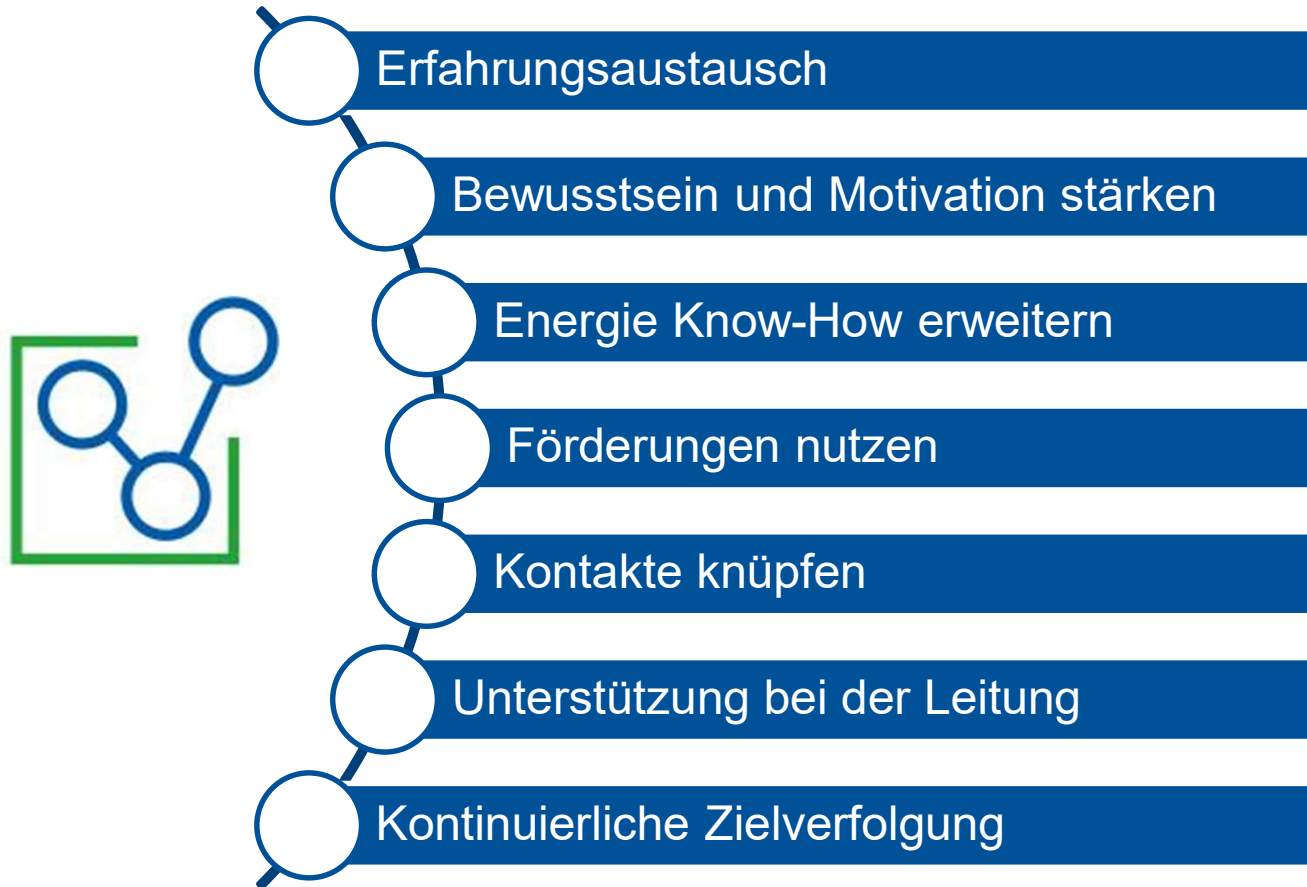 Erfahrungsaustausch
Bewusstsein und Motivation stärken
Energie Know-How erweitern
Förderungen nutzen
Kontakte knüpfen
Unterstützung bei der Leitung
Kontinuierliche Zielverfolgung